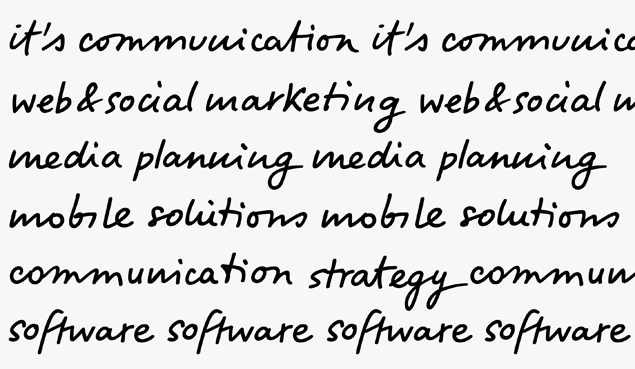 it's communication it's communica
web&social marketing web&social m
media planning media planning
mobile solutions mobile solutions
communication strategy commun
software software software software